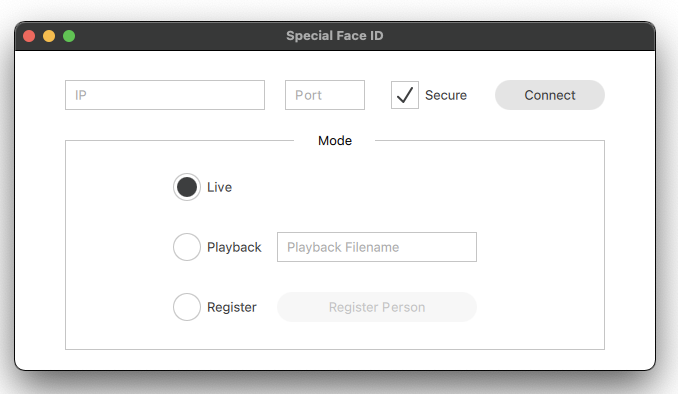 Special Face ID
IP Port Secure Connect
Mode
Live
Playback Playback Filename
Register Register Person